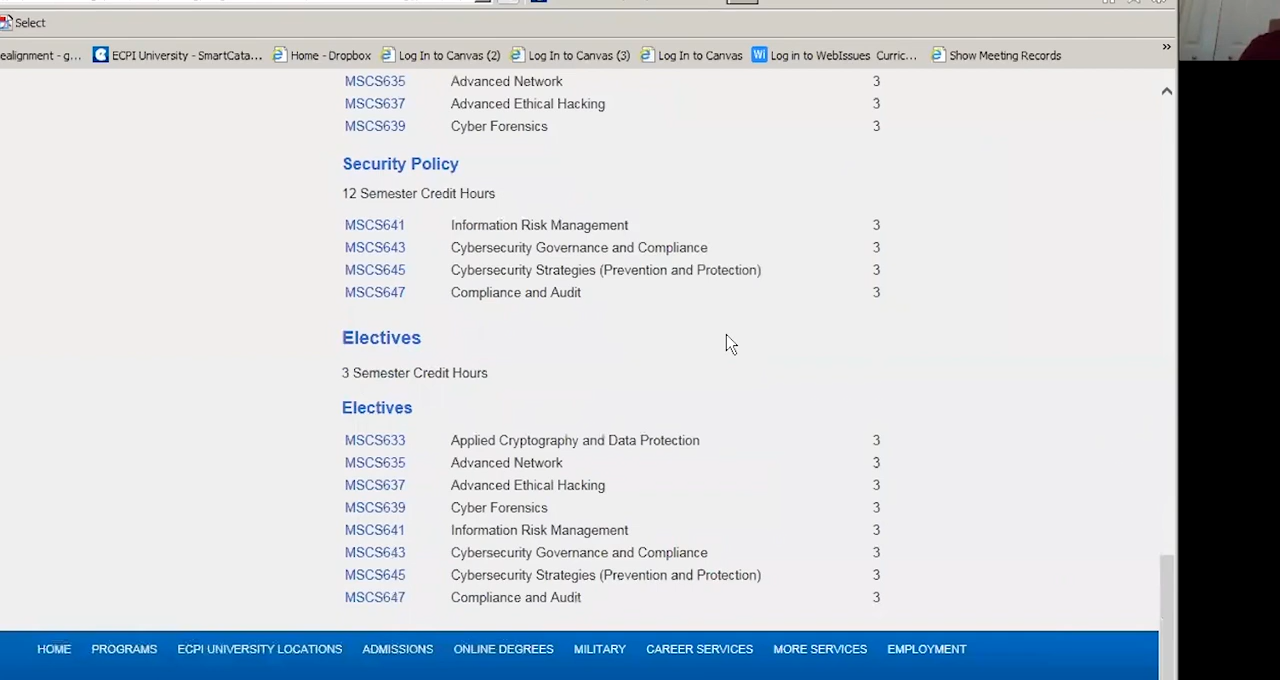 Select
ealignment - g... ECPI University - SmartCata... Home - Dropbox Log In to Canvas (2) Log In to Canvas (3) Log In to Canvas Wi Log in to WebIssues Curric... Show Meeting Records »
MSCS635 Advanced Network 3
MSCS637 Advanced Ethical Hacking 3
MSCS639 Cyber Forensics 3
Security Policy
12 Semester Credit Hours
MSCS641 Information Risk Management 3
MSCS643 Cybersecurity Governance and Compliance 3
MSCS645 Cybersecurity Strategies (Prevention and Protection) 3
MSCS647 Compliance and Audit 3
Electives
3 Semester Credit Hours
Electives
MSCS633 Applied Cryptography and Data Protection 3
MSCS635 Advanced Network 3
MSCS637 Advanced Ethical Hacking 3
MSCS639 Cyber Forensics 3
MSCS641 Information Risk Management 3
MSCS643 Cybersecurity Governance and Compliance 3
MSCS645 Cybersecurity Strategies (Prevention and Protection) 3
MSCS647 Compliance and Audit 3
HOME PROGRAMS ECPI UNIVERSITY LOCATIONS ADMISSIONS ONLINE DEGREES MILITARY CAREER SERVICES MORE SERVICES EMPLOYMENT